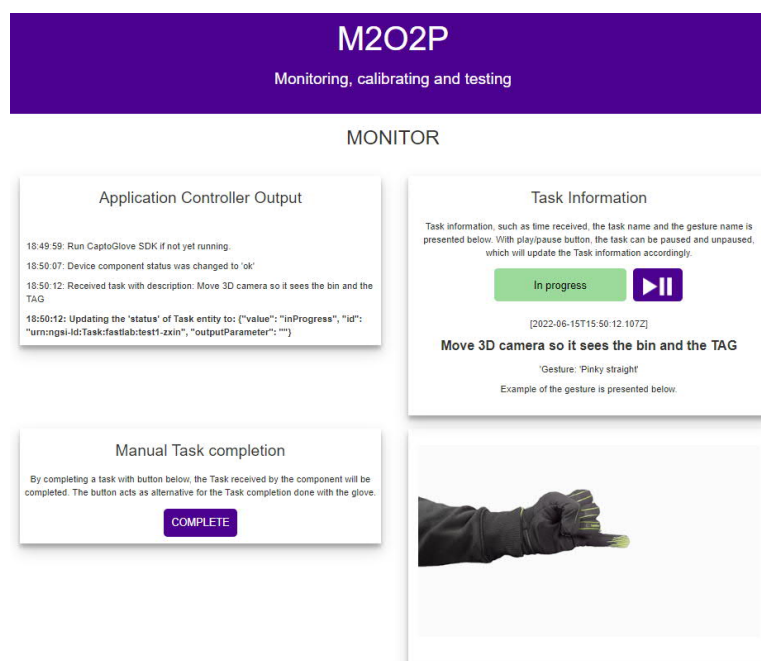 M2O2P
Monitoring, calibrating and testing
MONITOR
Application Controller Output
18:49:59: Run CaptoGlove SDK if not yet running.
18:50:07: Device component status was changed to 'ok'
18:50:12: Received task with description: Move 3D camera so it sees the bin and the
TAG
18:50:12: Updating the 'status' of Task entity to: {"value": "inProgress", "id":
"urn:ngsi-ld:Task:fastlab:test1-zxin", "outputParameter": ""}
Task Information
Task information, such as time received, the task name and the gesture name is
presented below. With play/pause button, the task can be paused and unpaused,
which will update the Task information accordingly.
In progress
[2022-06-15T15:50:12.107Z]
Move 3D camera so it sees the bin and the TAG
'Gesture: 'Pinky straight'
Example of the gesture is presented below.
Manual Task completion
By completing a task with button below, the Task received by the component will be
completed. The button acts as alternative for the Task completion done with the glove.
COMPLETE